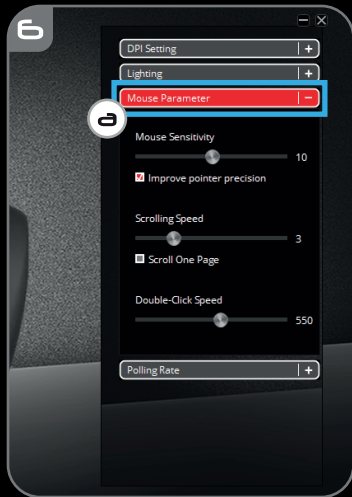 6
DPI Setting
Lighting
Mouse Parameter
a
Mouse Sensitivity
10
Improve pointer precision
Scrolling Speed
3
Scroll One Page
Double-Click Speed
550
Polling Rate